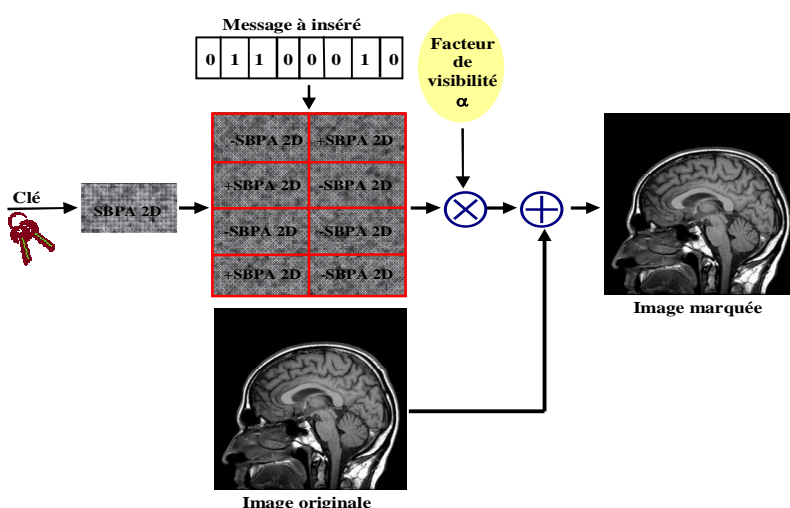 Message à inséré
0 1 1 0 0 0 1 0
Facteur
de
visibilité
α
-SBPA 2D +SBPA 2D
+SBPA 2D -SBPA 2D
-SBPA 2D -SBPA 2D
+SBPA 2D -SBPA 2D
Clé
SBPA 2D
Image marquée
Image originale